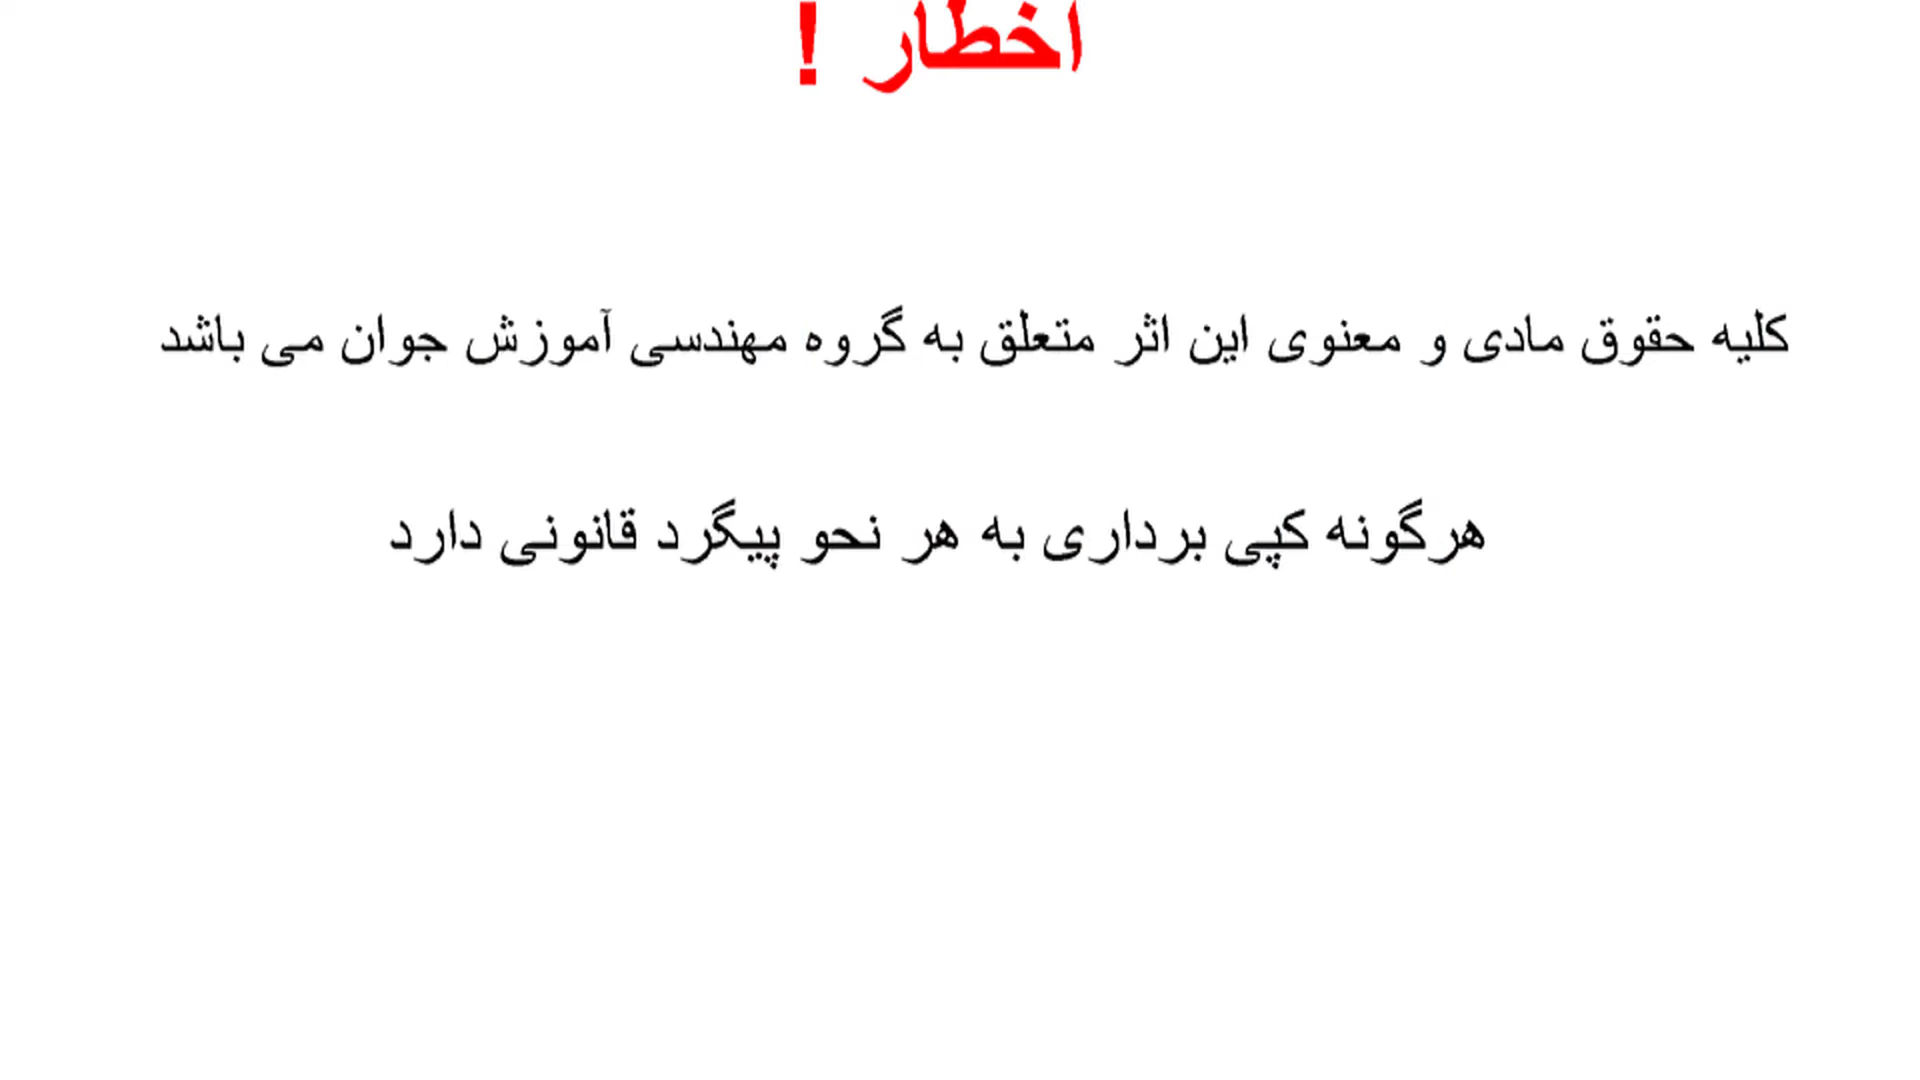 اخطار !
کلیه حقوق مادی و معنوی این اثر متعلق به گروه مهندسی آموزش جوان می باشد
هرگونه کپی برداری به هر نحو پیگرد قانونی دارد